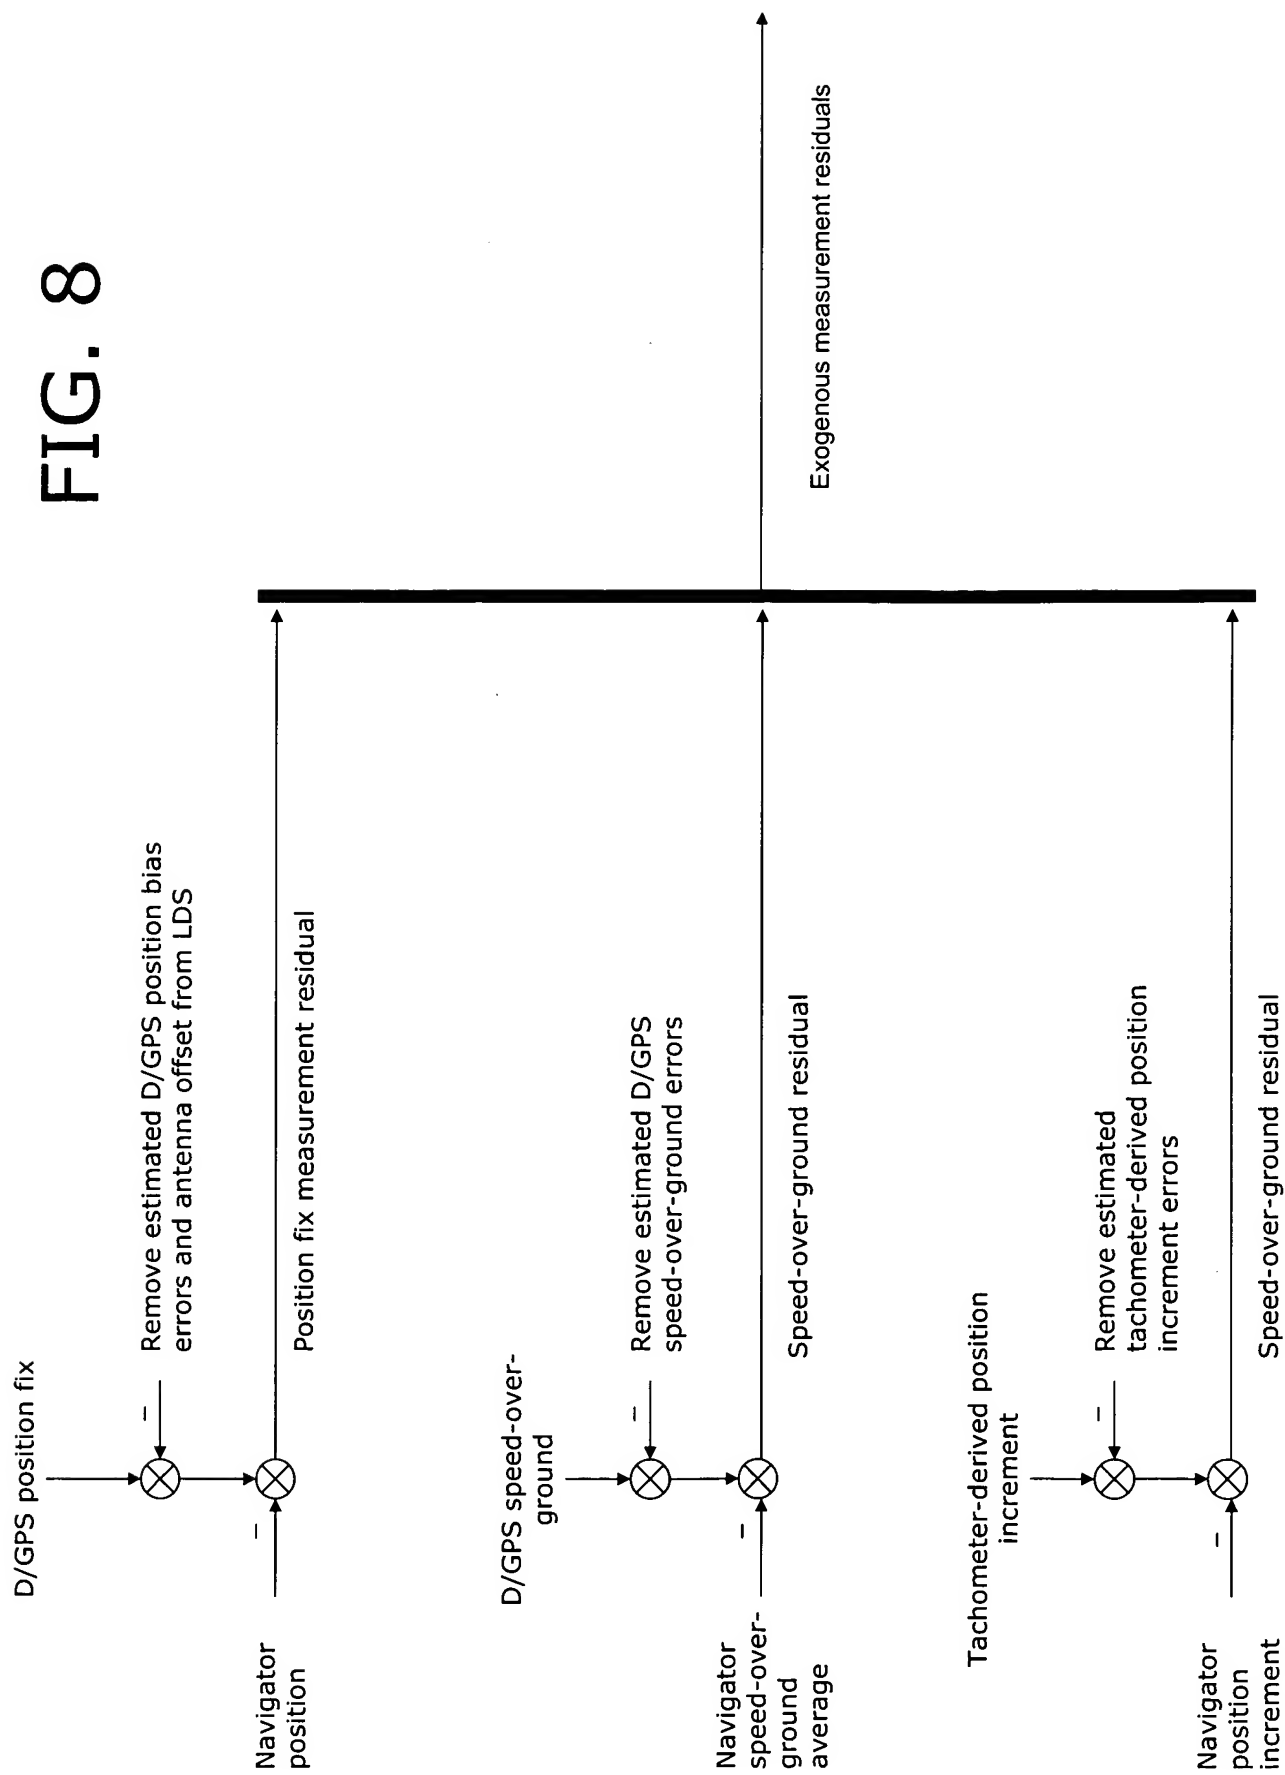 FIG. 8
D/GPS position fix
Remove estimated D/GPS position bias
errors and antenna offset from LDS
–
–
Navigator
position
Position fix measurement residual
D/GPS speed-over-
ground
Remove estimated D/GPS
speed-over-ground errors
–
–
Navigator
speed-over-
ground
average
Speed-over-ground residual
Exogenous measurement residuals
Tachometer-derived position
increment
Remove estimated
tachometer-derived position
increment errors
–
–
Navigator
position
increment
Speed-over-ground residual